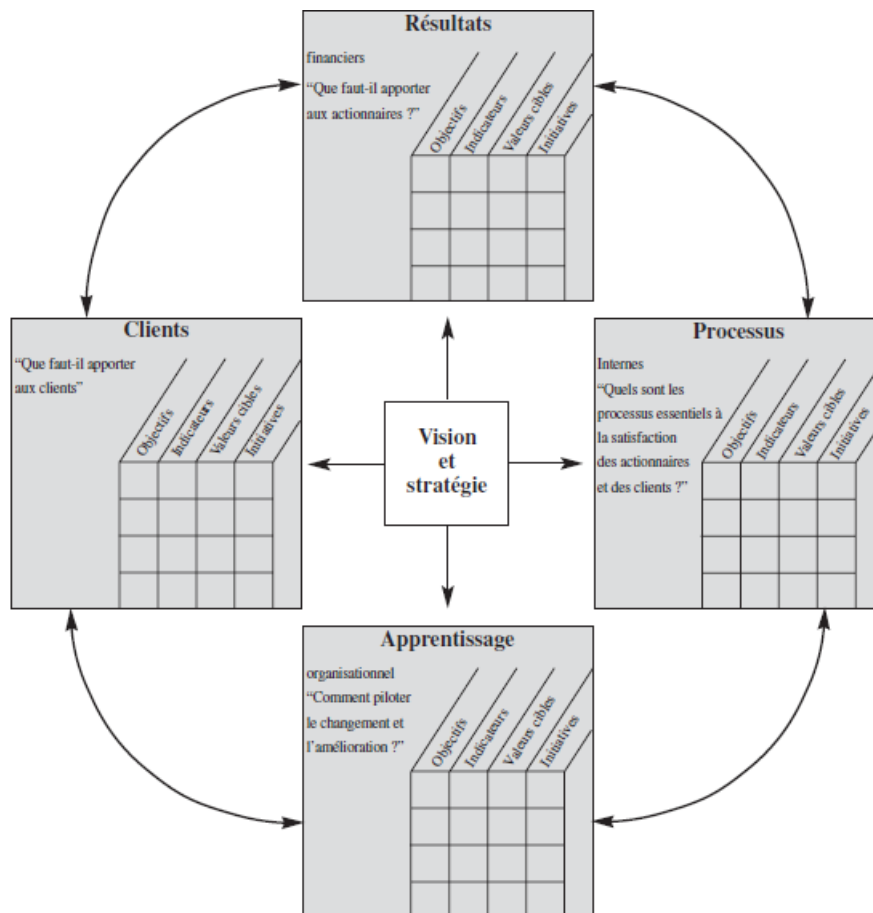 Résultats
financiers
“Que faut-il apporter
aux actionnaires ?”
Objectifs
Indicateurs
Valeurs cibles
Initiatives
Clients
“Que faut-il apporter
aux clients”
Objectifs
Indicateurs
Valeurs cibles
Initiatives
Vision
et
stratégie
Processus
Internes
“Quels sont les
processus essentiels à
la satisfaction
des actionnaires
et des clients ?”
Objectifs
Indicateurs
Valeurs cibles
Initiatives
Apprentissage
organisationnel
“Comment piloter
le changement et
l’amélioration ?”
Objectifs
Indicateurs
Valeurs cibles
Initiatives